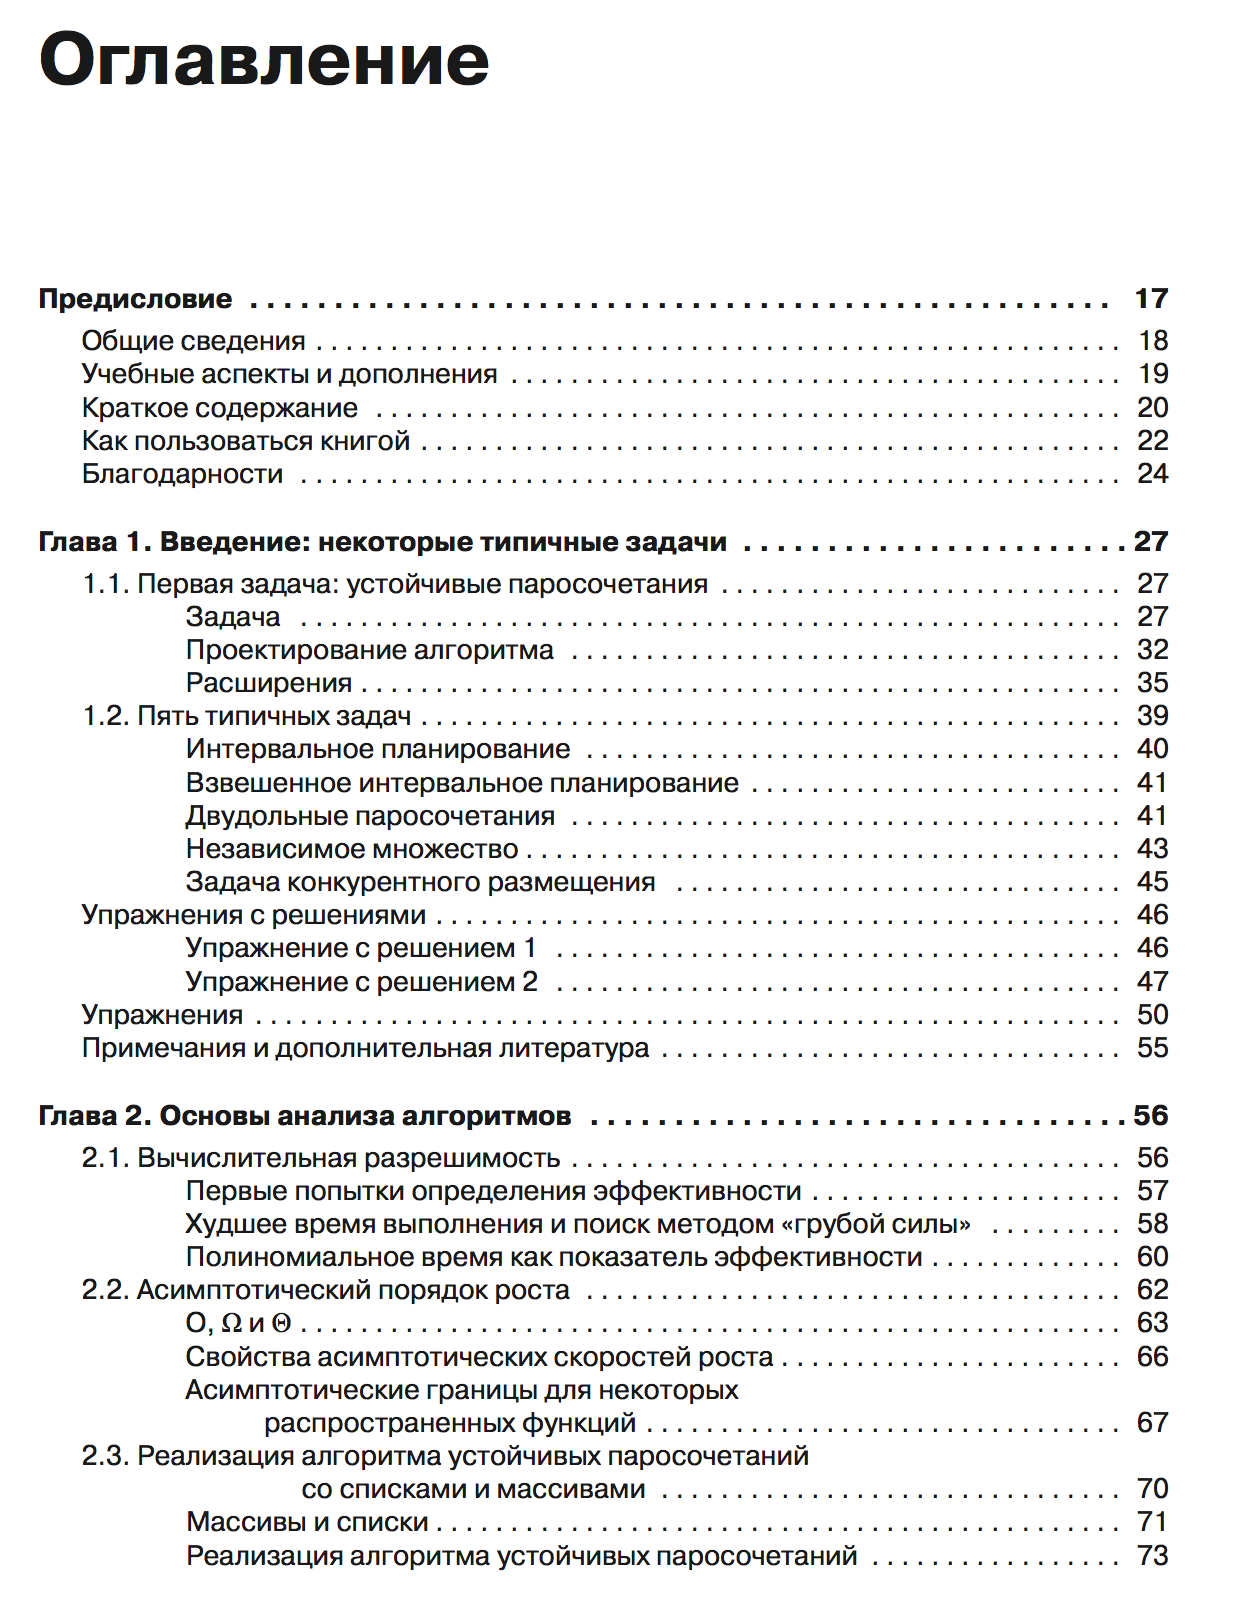 Оглавление
Предисловие . . . . . . . . . . . . . . . . . . . . . . . . . . . . . . . . . . . . . . . . . . . . . . . . . . . 17
Общие сведения . . . . . . . . . . . . . . . . . . . . . . . . . . . . . . . . . . . . . . . . . . . . . . . . . . . . . . 18
Учебные аспекты и дополнения . . . . . . . . . . . . . . . . . . . . . . . . . . . . . . . . . . . . . . . . . 19
Краткое содержание . . . . . . . . . . . . . . . . . . . . . . . . . . . . . . . . . . . . . . . . . . . . . . . . . . 20
Как пользоваться книгой . . . . . . . . . . . . . . . . . . . . . . . . . . . . . . . . . . . . . . . . . . . . . . . 22
Благодарности . . . . . . . . . . . . . . . . . . . . . . . . . . . . . . . . . . . . . . . . . . . . . . . . . . . . . . . 24
Глава 1. Введение: некоторые типичные задачи . . . . . . . . . . . . . . . . . . . . . . . 27
1.1. Первая задача: устойчивые паросочетания . . . . . . . . . . . . . . . . . . . . . . . . . . . 27
Задача . . . . . . . . . . . . . . . . . . . . . . . . . . . . . . . . . . . . . . . . . . . . . . . . . . . . . . . 27
Проектирование алгоритма . . . . . . . . . . . . . . . . . . . . . . . . . . . . . . . . . . . . . 32
Расширения . . . . . . . . . . . . . . . . . . . . . . . . . . . . . . . . . . . . . . . . . . . . . . . . . . . 35
1.2. Пять типичных задач . . . . . . . . . . . . . . . . . . . . . . . . . . . . . . . . . . . . . . . . . . . . . . . 39
Интервальное планирование . . . . . . . . . . . . . . . . . . . . . . . . . . . . . . . . . . . . 40
Взвешенное интервальное планирование . . . . . . . . . . . . . . . . . . . . . . . . . 41
Двудольные паросочетания . . . . . . . . . . . . . . . . . . . . . . . . . . . . . . . . . . . . . 41
Независимое множество . . . . . . . . . . . . . . . . . . . . . . . . . . . . . . . . . . . . . . . . 43
Задача конкурентного размещения . . . . . . . . . . . . . . . . . . . . . . . . . . . . . . 45
Упражнения с решениями . . . . . . . . . . . . . . . . . . . . . . . . . . . . . . . . . . . . . . . . . . . . . . 46
Упражнение с решением 1 . . . . . . . . . . . . . . . . . . . . . . . . . . . . . . . . . . . . . . 46
Упражнение с решением 2 . . . . . . . . . . . . . . . . . . . . . . . . . . . . . . . . . . . . . . 47
Упражнения . . . . . . . . . . . . . . . . . . . . . . . . . . . . . . . . . . . . . . . . . . . . . . . . . . . . . . . . . . 50
Примечания и дополнительная литература . . . . . . . . . . . . . . . . . . . . . . . . . . . . . . . 55
Глава 2. Основы анализа алгоритмов . . . . . . . . . . . . . . . . . . . . . . . . . . . . . . . . 56
2.1. Вычислительная разрешимость . . . . . . . . . . . . . . . . . . . . . . . . . . . . . . . . . . . . . 56
Первые попытки определения эффективности . . . . . . . . . . . . . . . . . . . . . 57
Худшее время выполнения и поиск методом «грубой силы» . . . . . . . . . 58
Полиномиальное время как показатель эффективности . . . . . . . . . . . . . 60
2.2. Асимптотический порядок роста . . . . . . . . . . . . . . . . . . . . . . . . . . . . . . . . . . . . 62
O, Ω и Θ . . . . . . . . . . . . . . . . . . . . . . . . . . . . . . . . . . . . . . . . . . . . . . . . . . . . . . . 63
Свойства асимптотических скоростей роста . . . . . . . . . . . . . . . . . . . . . . . 66
Асимптотические границы для некоторых
распространенных функций . . . . . . . . . . . . . . . . . . . . . . . . . . . . . . . . 67
2.3. Реализация алгоритма устойчивых паросочетаний
со списками и массивами . . . . . . . . . . . . . . . . . . . . . . . . . . . . . . . 70
Массивы и списки . . . . . . . . . . . . . . . . . . . . . . . . . . . . . . . . . . . . . . . . . . . . . . 71
Реализация алгоритма устойчивых паросочетаний . . . . . . . . . . . . . . . . . 73